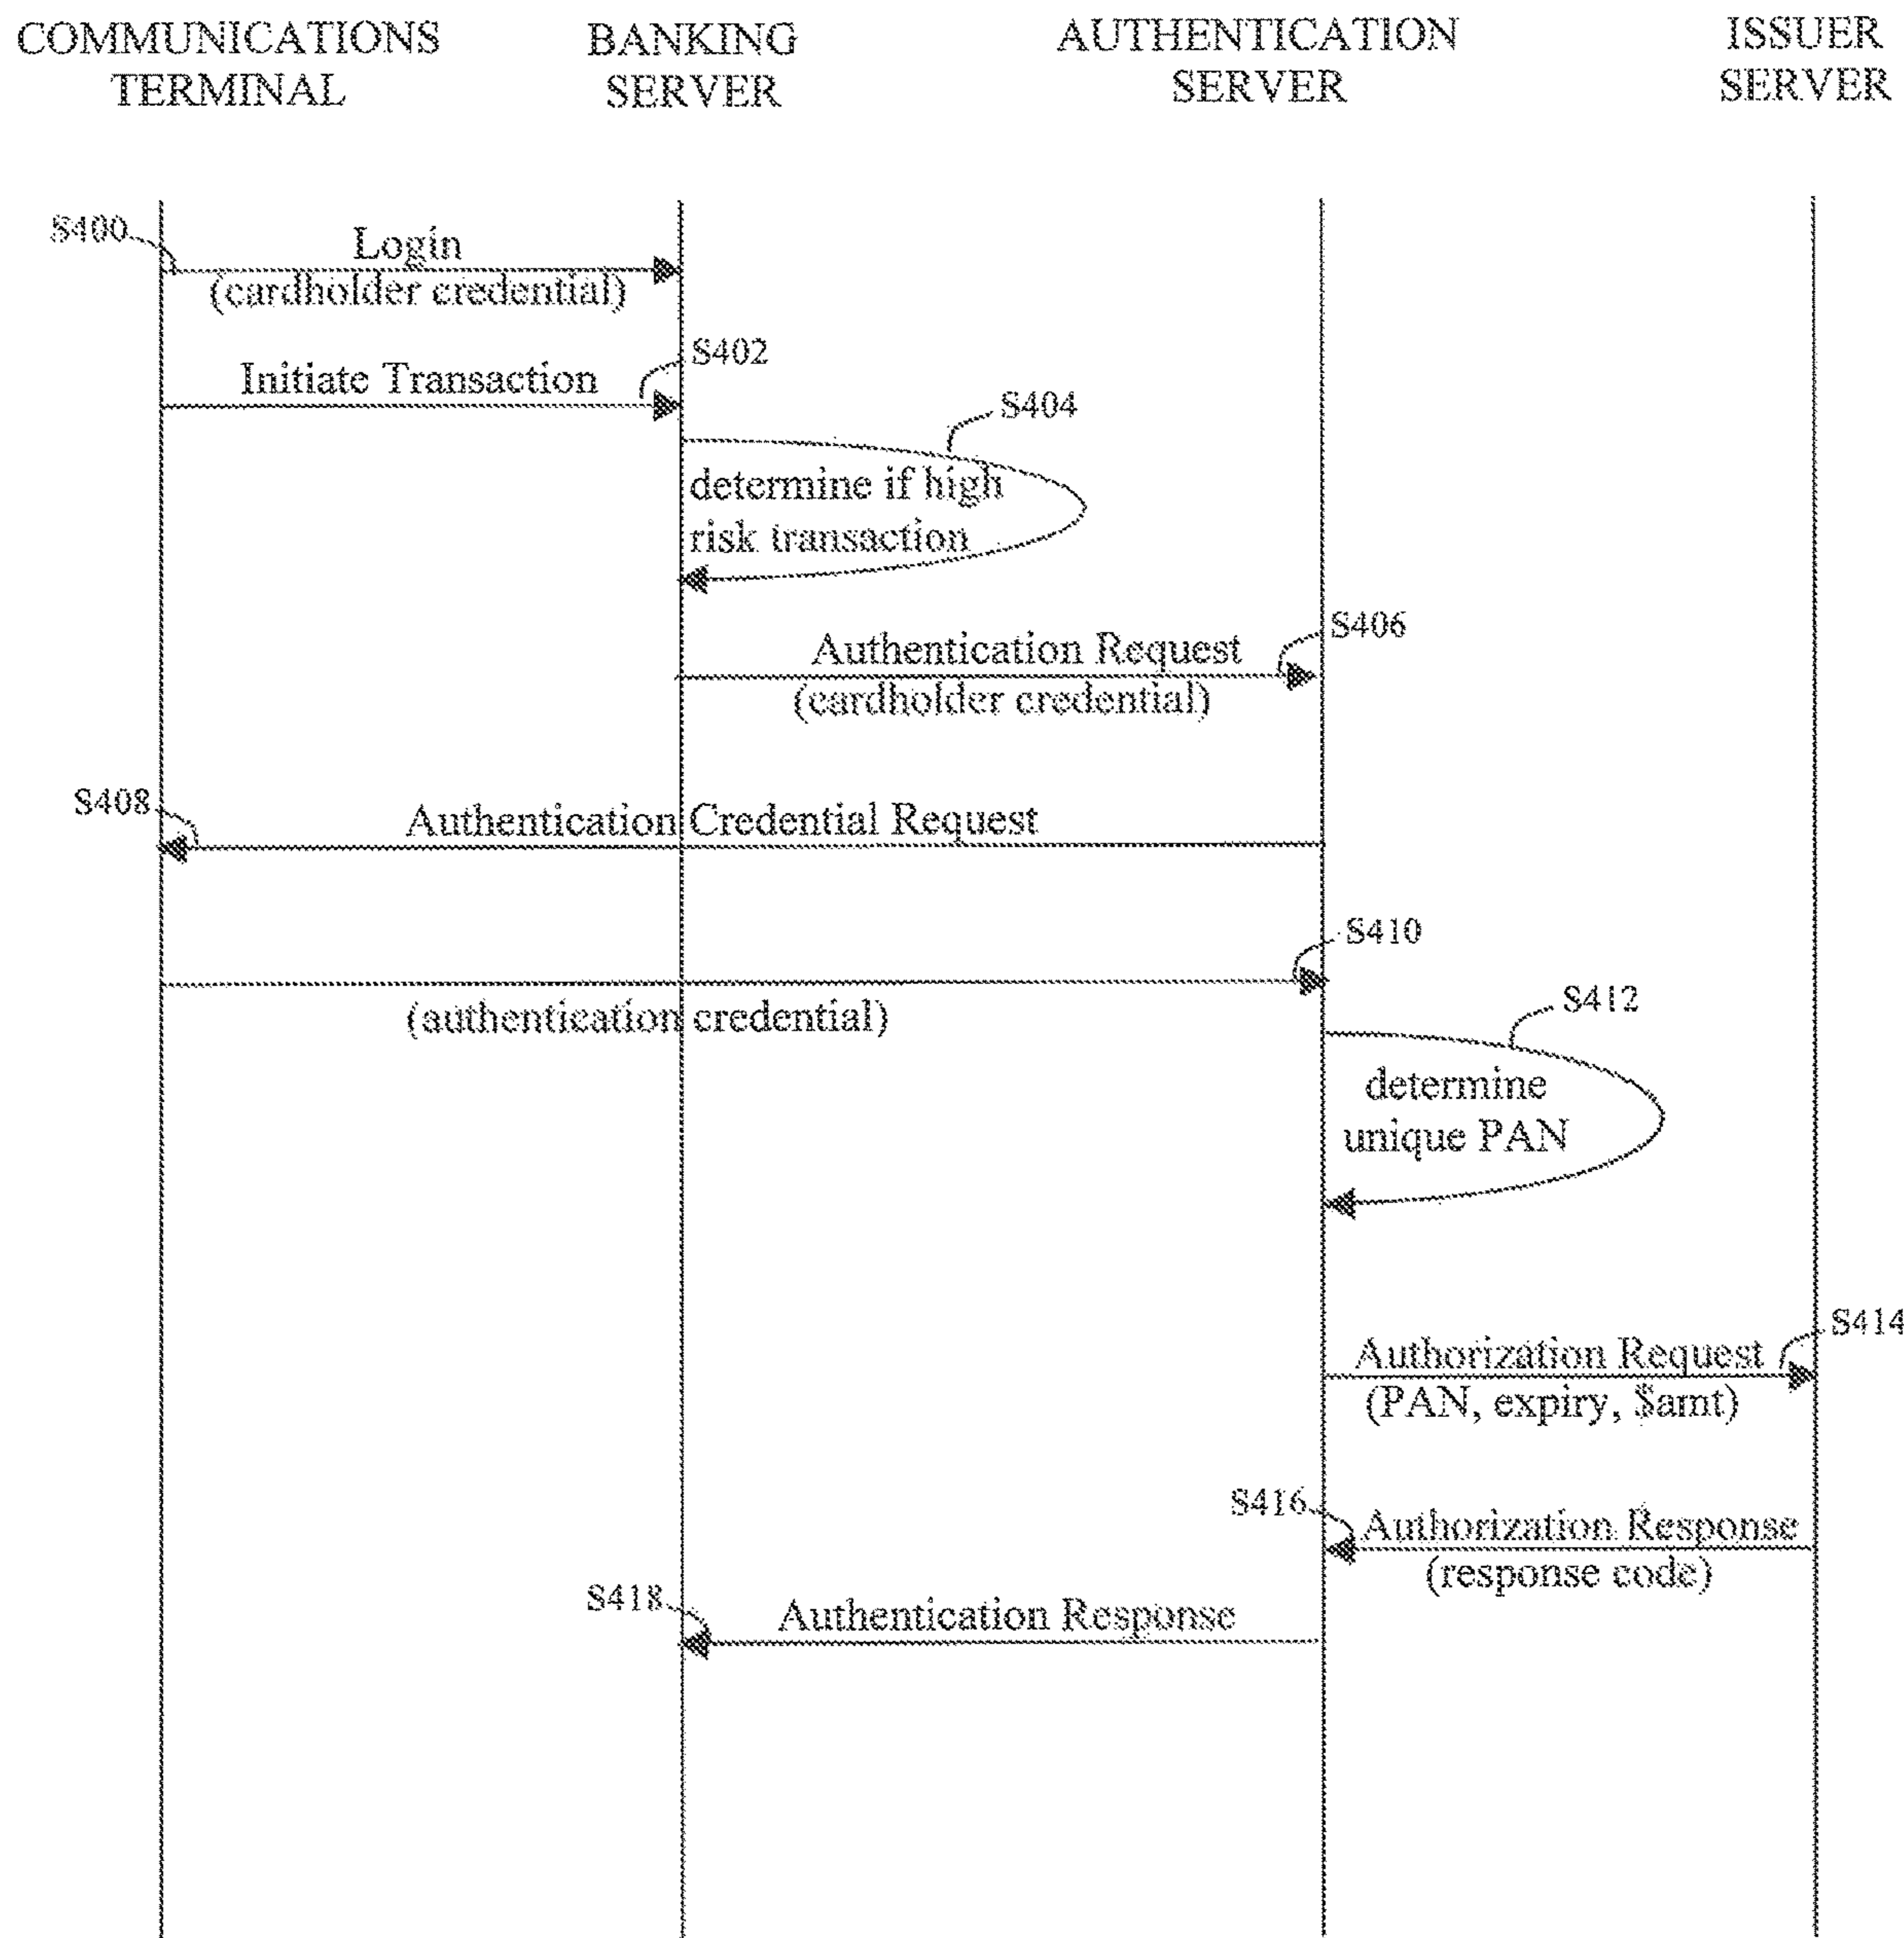 COMMUNICATIONS
TERMINAL
BANKING
SERVER
AUTHENTICATION
SERVER
ISSUER
SERVER
S400
Login
(cardholder credential)
S402
Initiate Transaction
S404
determine if high
risk transaction
S406
Authentication Request
(cardholder credential)
S408
Authentication Credential Request
S410
(authentication credential)
S412
determine
unique PAN
S414
Authorization Request
(PAN, expiry, $amt)
S416
Authorization Response
(response code)
S418
Authentication Response